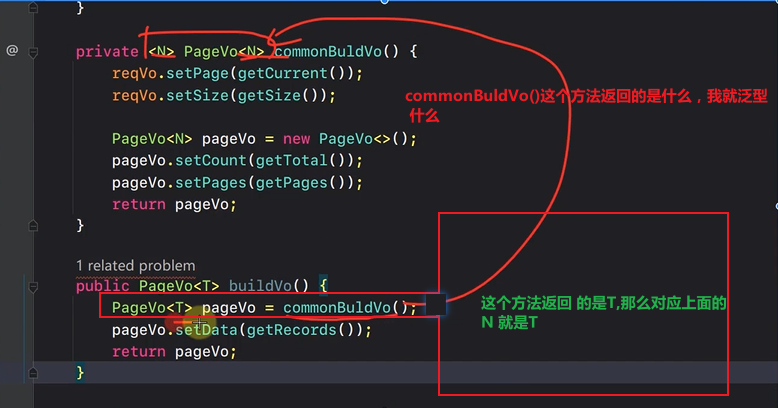 }
@
private <N> PageVo<N> commonBuldVo() {
reqVo.setPage(getCurrent());
reqVo.setSize(getSize());
commonBuldVo()这个方法返回的是什么，我就泛型
什么
PageVo<N> pageVo = new PageVo<>();
pageVo.setCount(getTotal());
pageVo.setPages(getPages());
return pageVo;
}
1 related problem
public PageVo<T> buildVo() {
PageVo<T> pageVo = commonBuldVo();
这个方法返回 的是T,那么对应上面的
N 就是T
pageVo.setData(getRecords());
return pageVo;
}